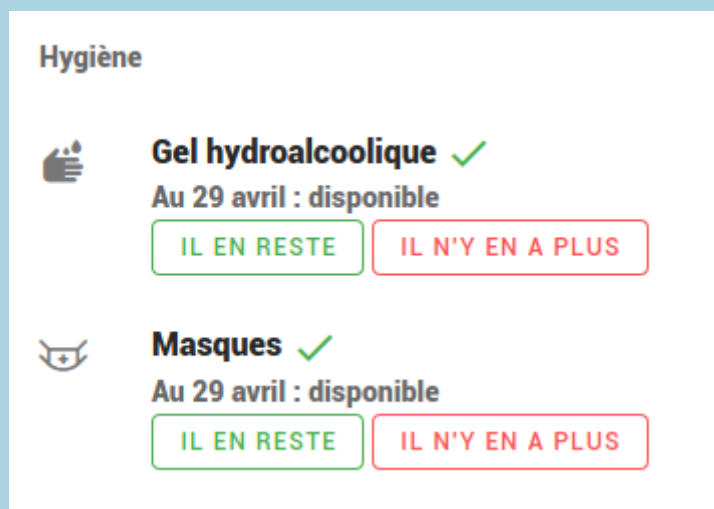 Hygiène
Gel hydroalcoolique
Au 29 avril : disponible
IL EN RESTE IL N'Y EN A PLUS
Masques
Au 29 avril : disponible
IL EN RESTE IL N'Y EN A PLUS